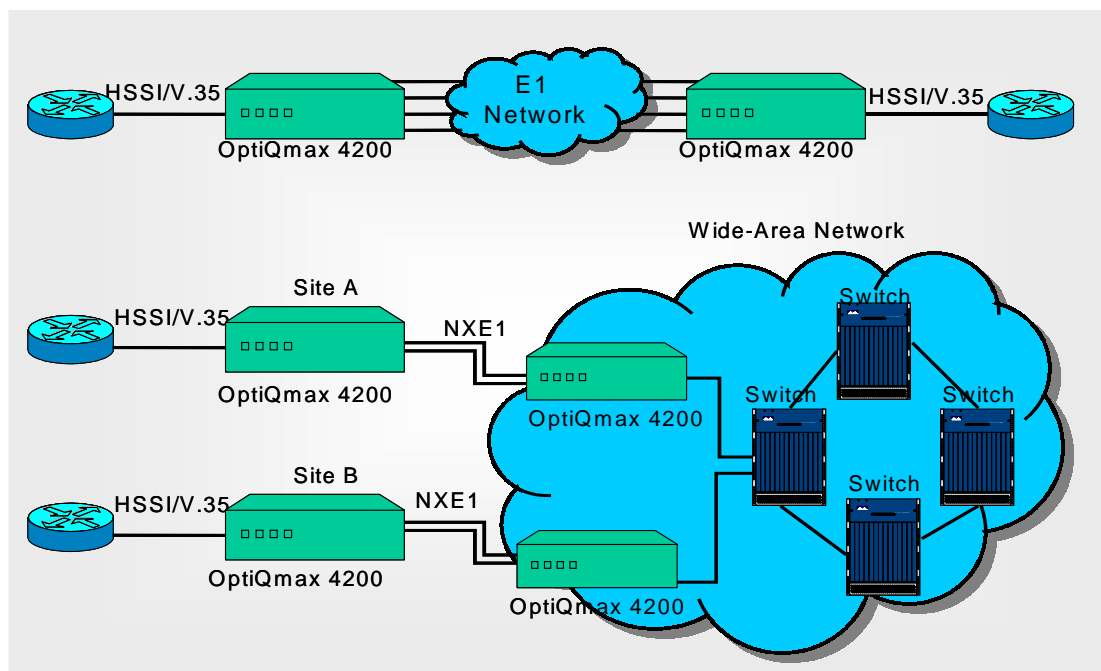 E1
Network
HSSI/V.35
HSSI/V.35
OptiQmax 4200
OptiQmax 4200
Wide-Area Network
Site A
Switch
HSSI/V.35
NXE1
OptiQmax 4200
Switch
Switch
OptiQmax 4200
Site B
Switch
HSSI/V.35
NXE1
OptiQmax 4200
OptiQmax 4200